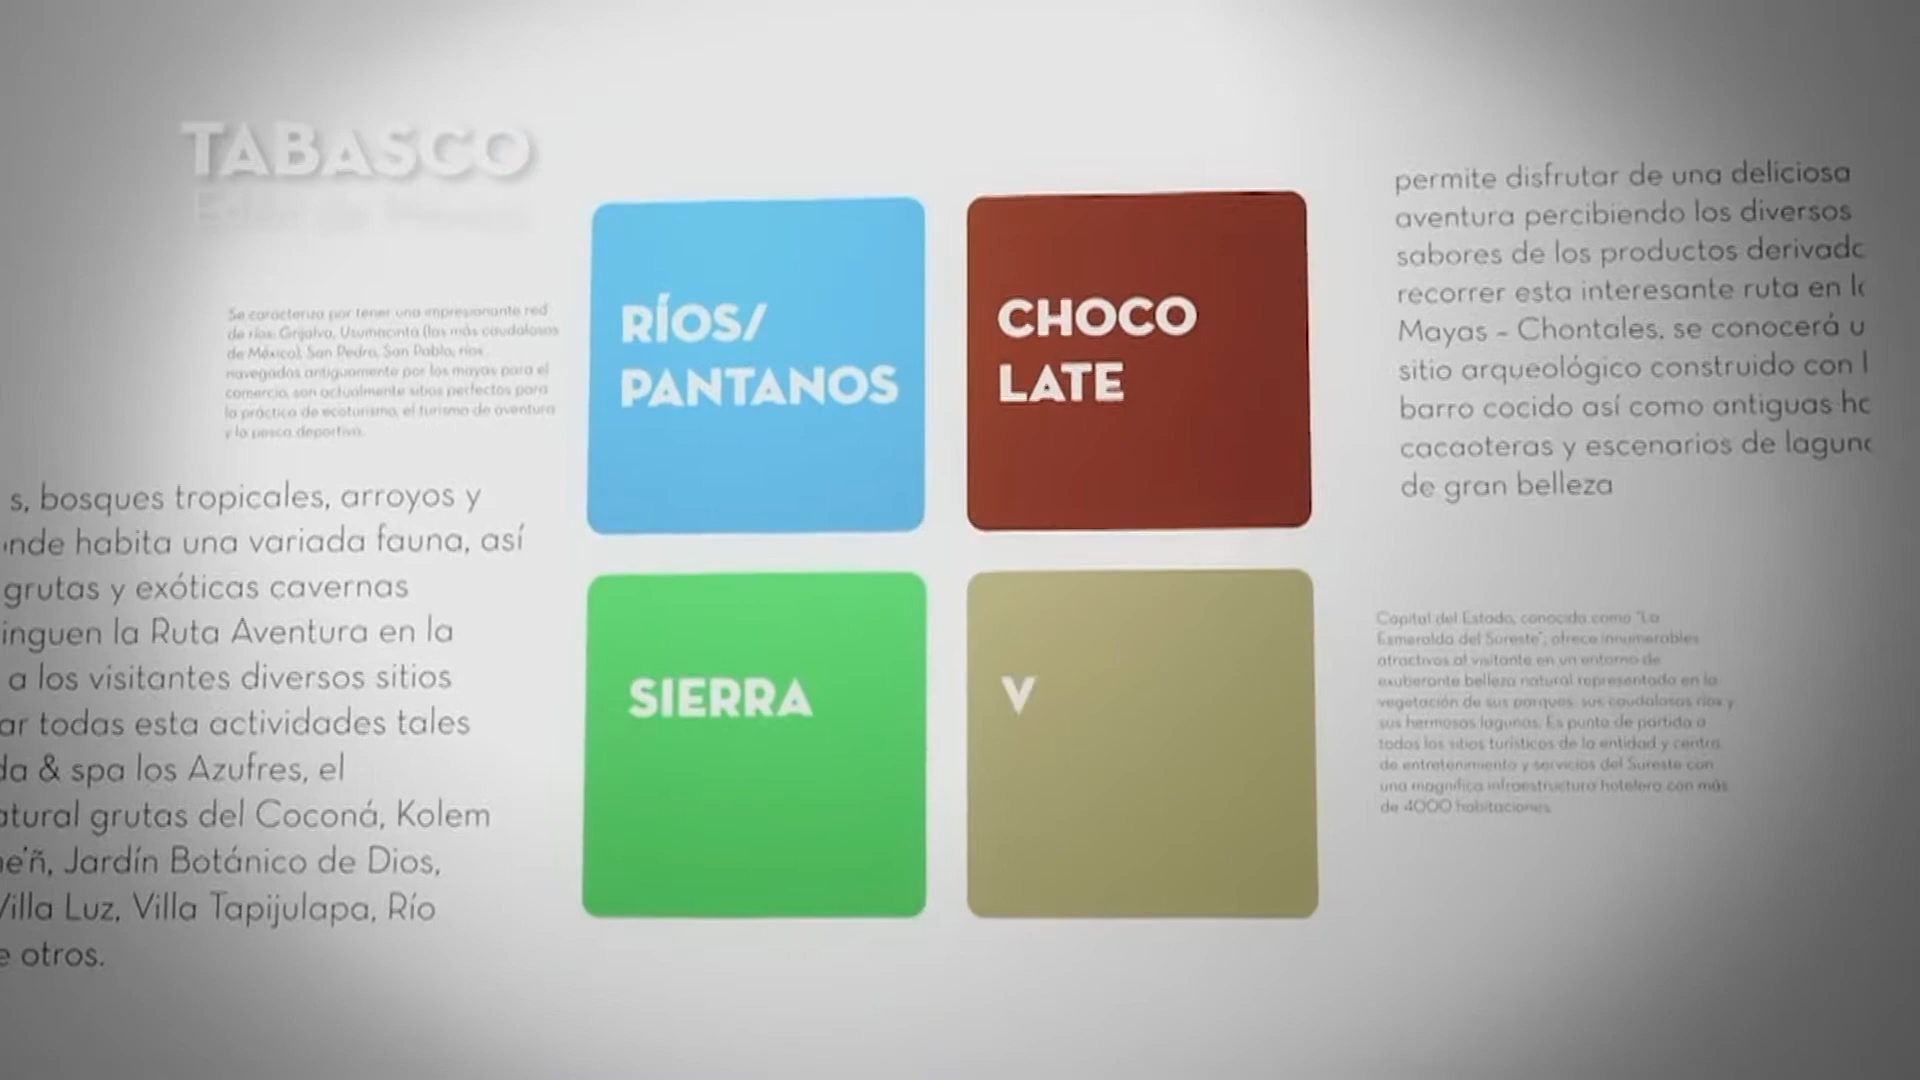 TABASCO
Se caracteriza por tener una impresionante red
de ríos: Grijalva, Usumacinta (los más caudalosos
de México), San Pedro, San Pablo, ríos
navegados antiguamente por los mayas para el
comercio, son actualmente sitios perfectos para
la práctica de ecoturismo, el turismo de aventura
y la pesca deportiva.
s, bosques tropicales, arroyos y
nde habita una variada fauna, así
grutas y exóticas cavernas
inguen la Ruta Aventura en la
a los visitantes diversos sitios
ar todas esta actividades tales
da & spa los Azufres, el
atural grutas del Coconá, Kolem
e'ñ, Jardín Botánico de Dios,
Villa Luz, Villa Tapijulapa, Río
e otros.
RÍOS/
PANTANOS
CHOCO
LATE
SIERRA
V
permite disfrutar de una deliciosa
aventura percibiendo los diversos
sabores de los productos derivado
recorrer esta interesante ruta en l
Mayas - Chontales, se conocerá u
sitio arqueológico construido con l
barro cocido así como antiguas ha
cacaoteras y escenarios de laguna
de gran belleza
Capital del Estado, conocida como "La
Esmeralda del Sureste", ofrece innumerables
atractivos al visitante en un entorno de
exuberante belleza natural representada en la
vegetación de sus parques, sus caudalosos ríos y
sus hermosas lagunas. Es punto de partida a
todos los sitios turísticos de la entidad y centro
de entretenimiento y servicios del Sureste con
una magnífica infraestructura hotelera con más
de 4000 habitaciones.